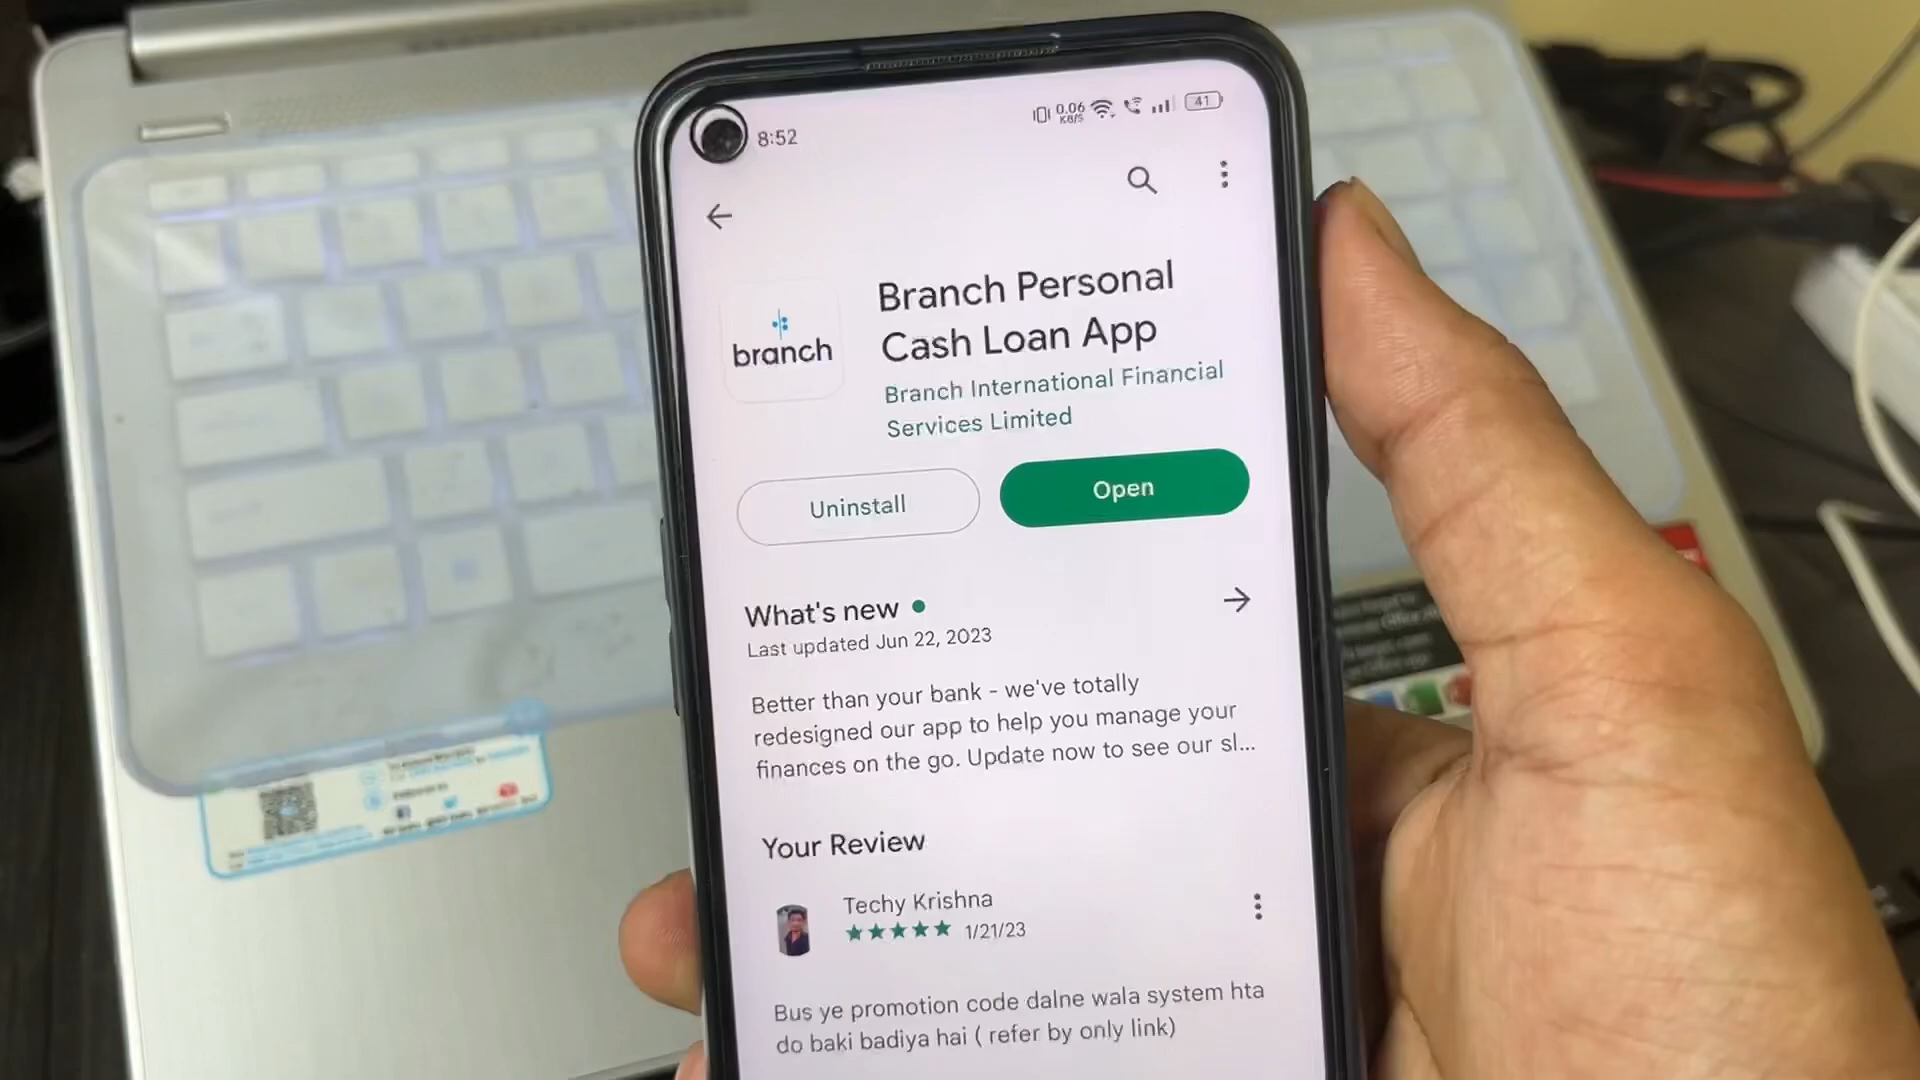 8:52
0.06
KB/S
41
branch
Branch Personal
Cash Loan App
Branch International Financial
Services Limited
Uninstall
Open
What's new
Last updated Jun 22, 2023
Better than your bank - we've totally
redesigned our app to help you manage your
finances on the go. Update now to see our sl...
Your Review
Techy Krishna
1/21/23
Bus ye promotion code dalne wala system hta
do baki badiya hai ( refer by only link)